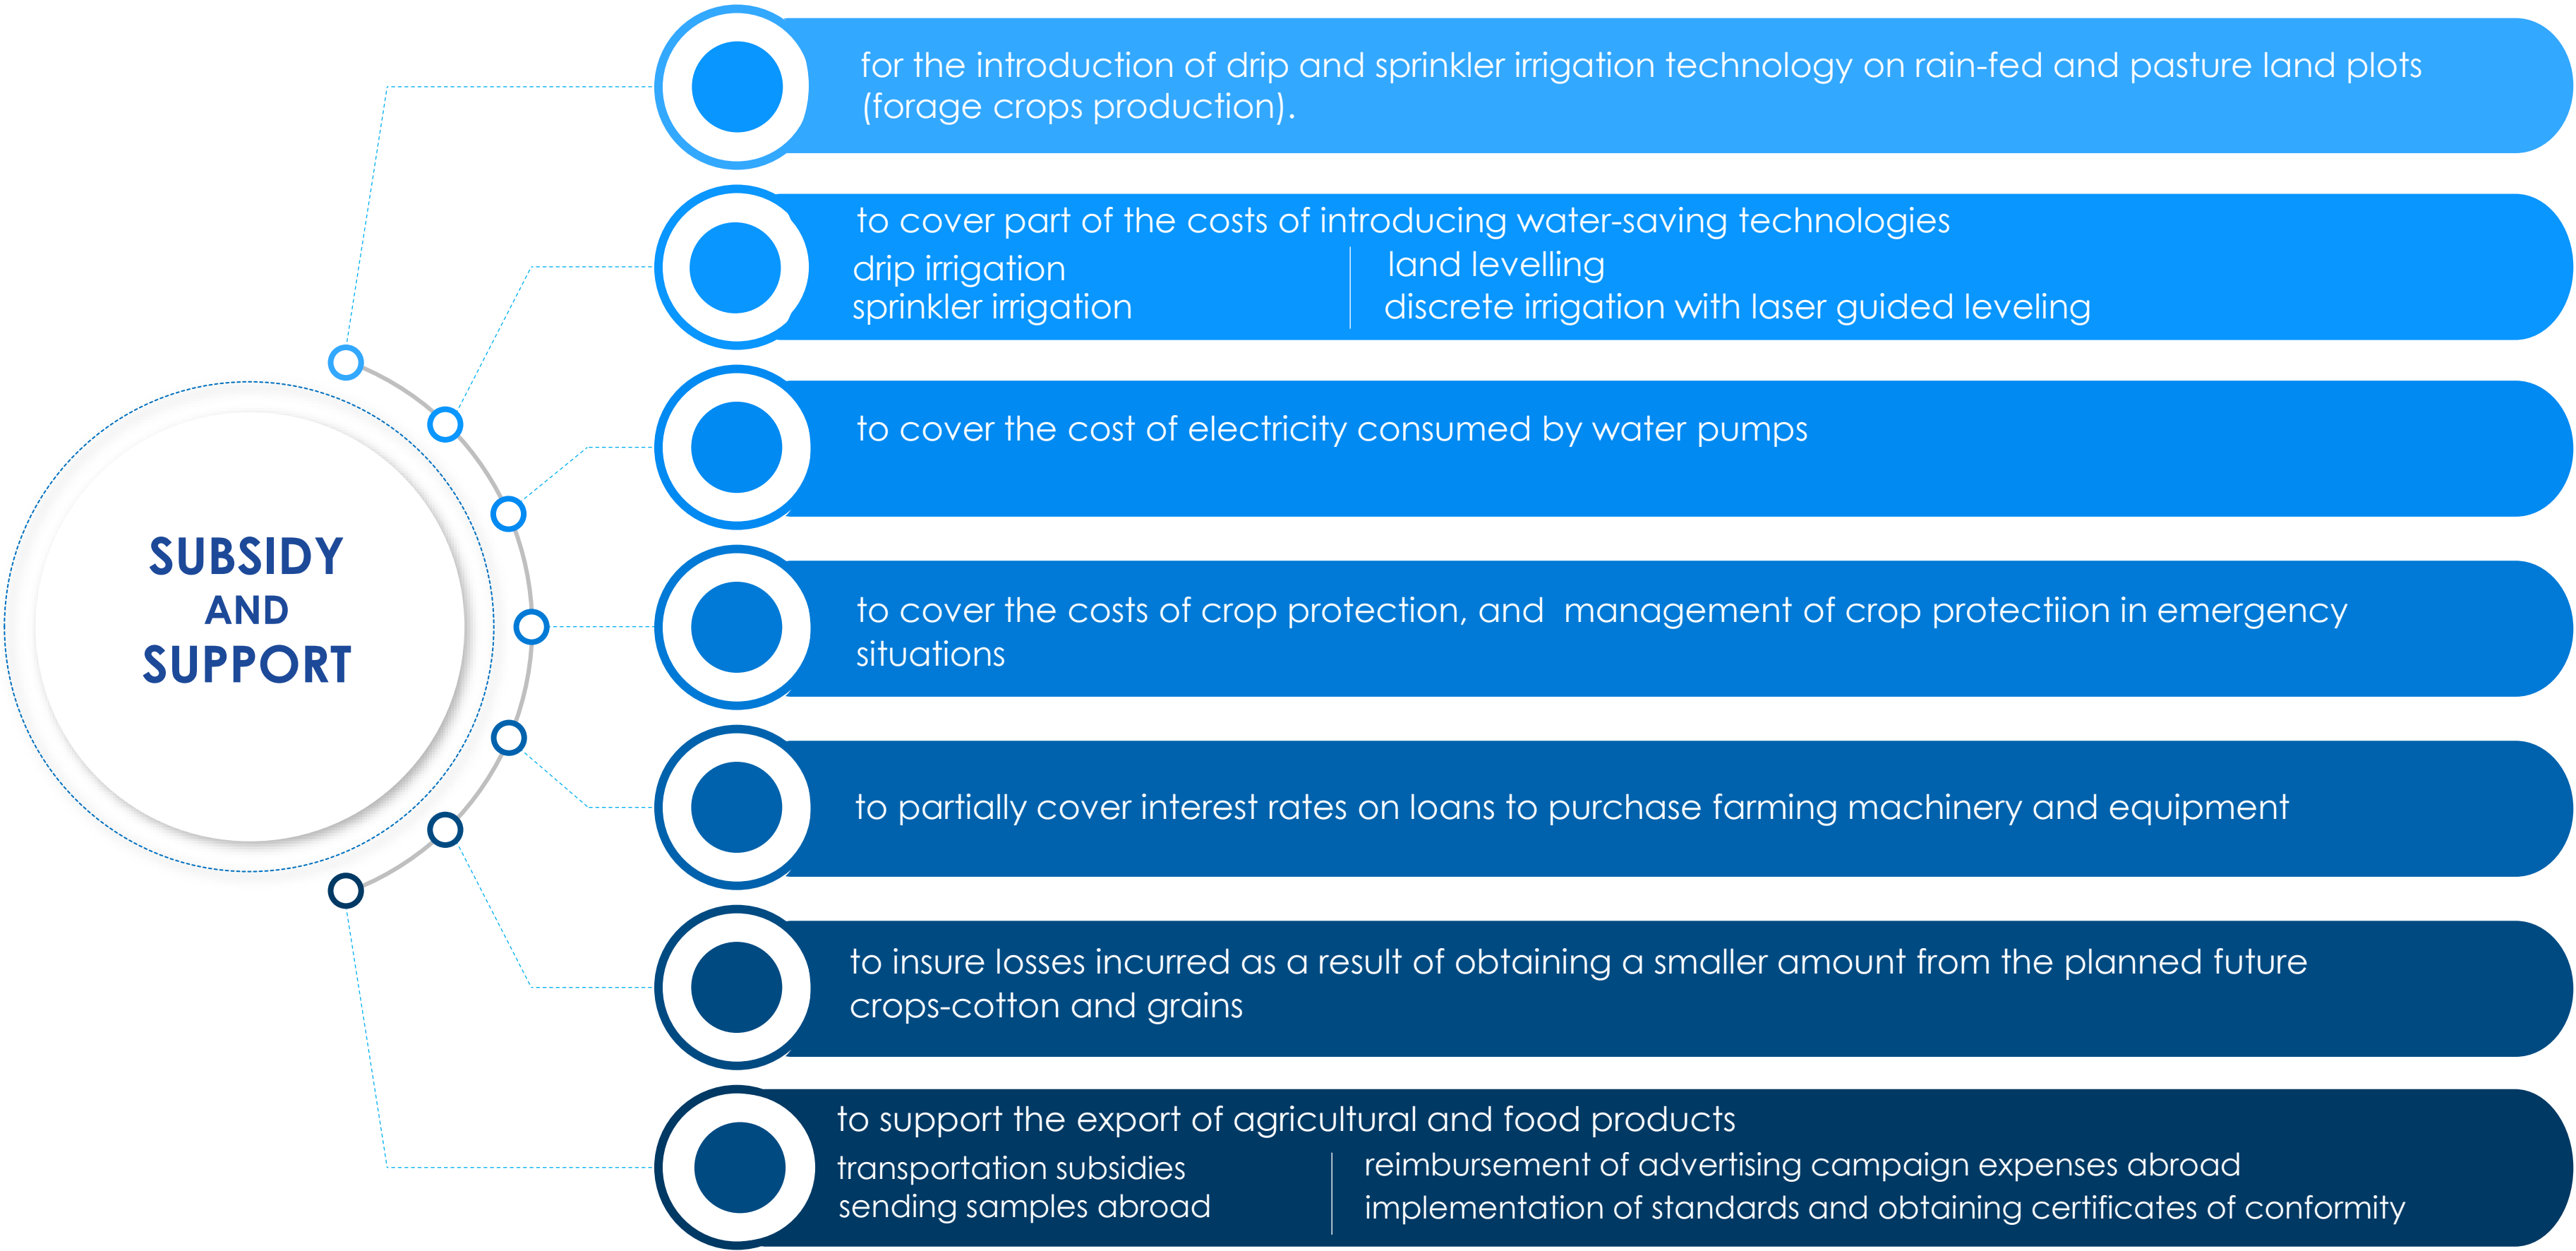 SUBSIDY
AND
SUPPORT
for the introduction of drip and sprinkler irrigation technology on rain-fed and pasture land plots
(forage crops production).
to cover part of the costs of introducing water-saving technologies
drip irrigation
sprinkler irrigation
land levelling
discrete irrigation with laser guided leveling
to cover the cost of electricity consumed by water pumps
to cover the costs of crop protection, and  management of crop protectiion in emergency
situations
to partially cover interest rates on loans to purchase farming machinery and equipment
to insure losses incurred as a result of obtaining a smaller amount from the planned future
crops-cotton and grains
to support the export of agricultural and food products
transportation subsidies
sending samples abroad
reimbursement of advertising campaign expenses abroad
implementation of standards and obtaining certificates of conformity